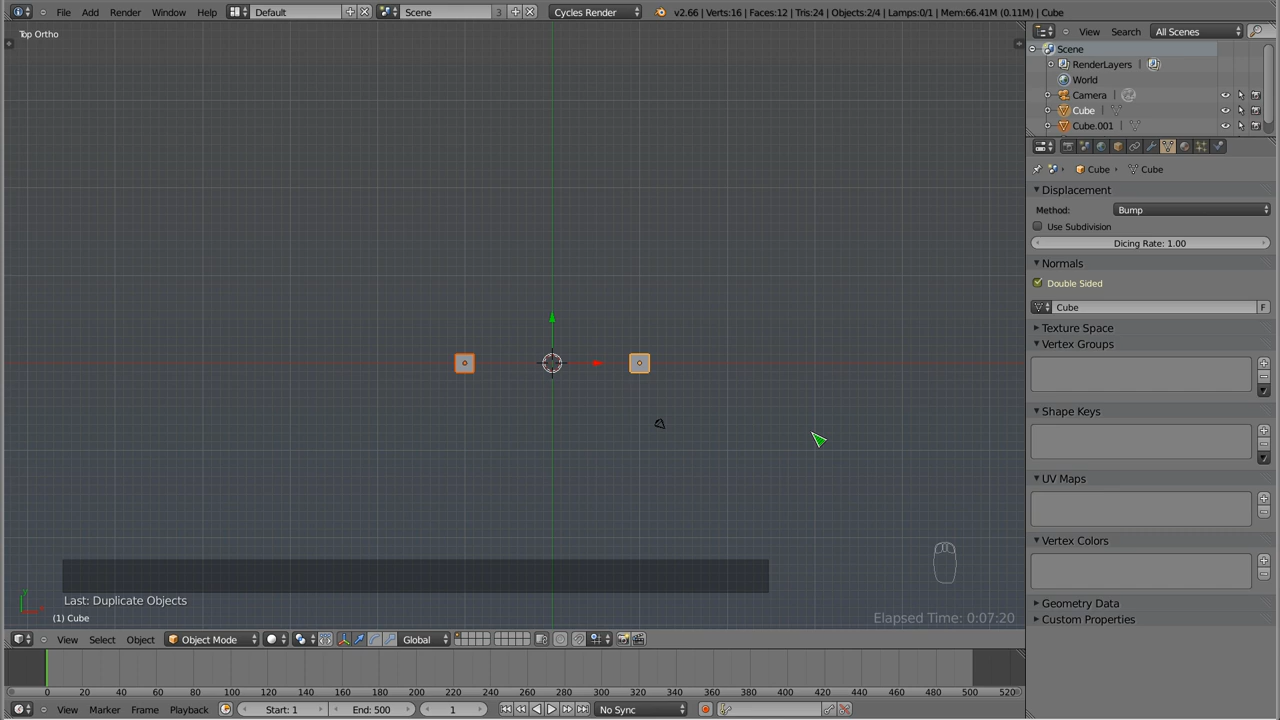 File Add Render Window Help Default Scene 3 Cycles Render v2.66 | Verts:16 | Faces:12 | Tris:24 | Objects:2/4 | Lamps:0/1 | Mem:66.41M (0.11M) | Cube
Top Ortho
View Search All Scenes
Scene
RenderLayers
World
Camera
Cube
Cube.001
Cube Cube
Displacement
Method: Bump
Use Subdivision
Dicing Rate: 1.00
Normals
Double Sided
Cube F
Texture Space
Vertex Groups
Shape Keys
UV Maps
Vertex Colors
Geometry Data
Custom Properties
Last: Duplicate Objects
(1) Cube
Elapsed Time: 0:07:20
View Select Object Object Mode Global
0 20 40 60 80 100 120 140 160 180 200 220 240 260 280 300 320 340 360 380 400 420 440 460 480 500 520
View Marker Frame Playback Start: 1 End: 500 1 No Sync